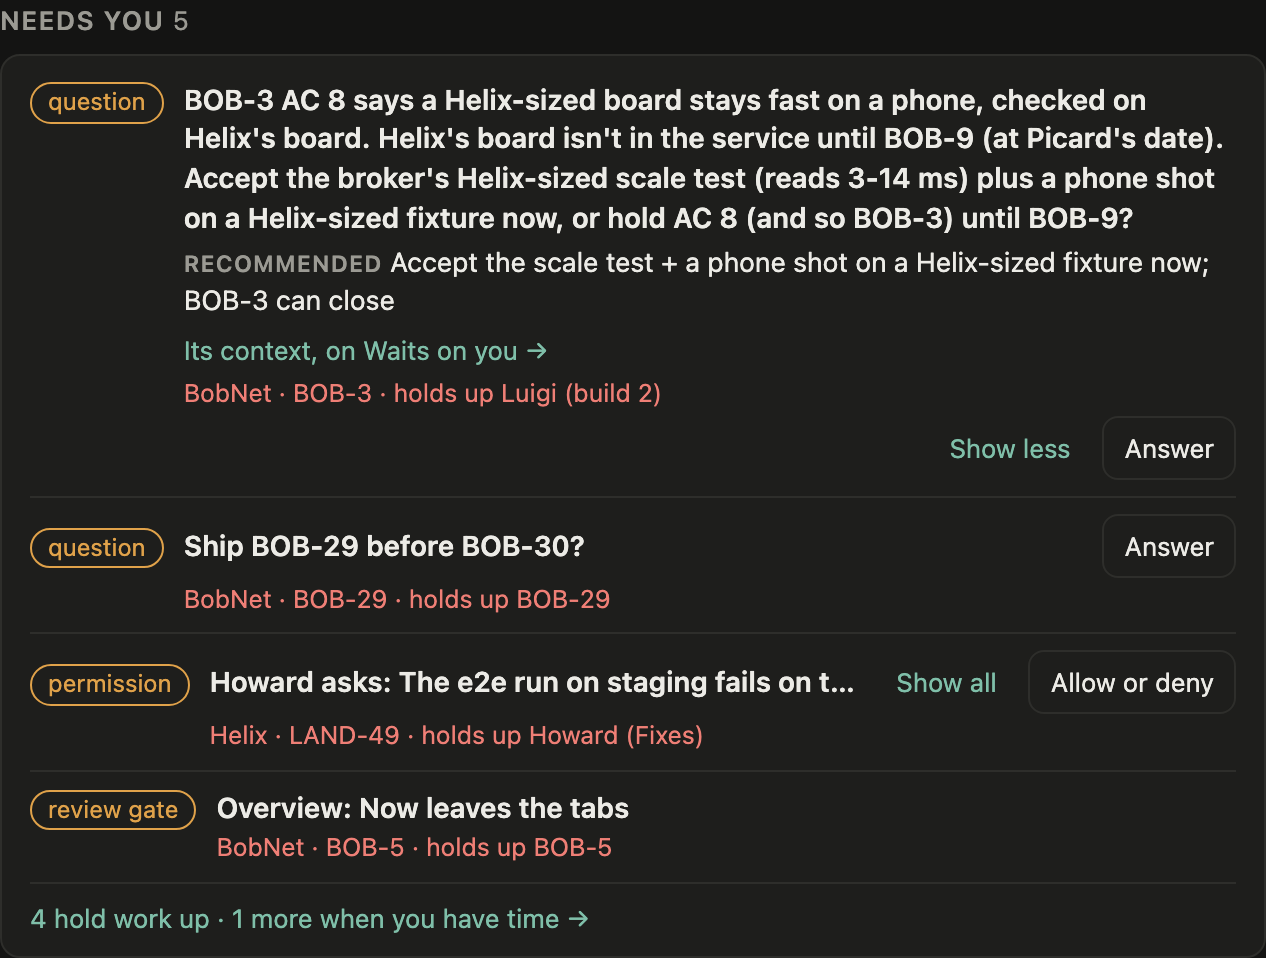 NEEDS YOU 5
question
BOB-3 AC 8 says a Helix-sized board stays fast on a phone, checked on
Helix's board. Helix's board isn't in the service until BOB-9 (at Picard's date).
Accept the broker's Helix-sized scale test (reads 3-14 ms) plus a phone shot
on a Helix-sized fixture now, or hold AC 8 (and so BOB-3) until BOB-9?
RECOMMENDED Accept the scale test + a phone shot on a Helix-sized fixture now;
BOB-3 can close
Its context, on Waits on you →
BobNet · BOB-3 · holds up Luigi (build 2)
Show less
Answer
question
Ship BOB-29 before BOB-30?
Answer
BobNet · BOB-29 · holds up BOB-29
permission
Howard asks: The e2e run on staging fails on t...
Show all
Allow or deny
Helix · LAND-49 · holds up Howard (Fixes)
review gate
Overview: Now leaves the tabs
BobNet · BOB-5 · holds up BOB-5
4 hold work up · 1 more when you have time →